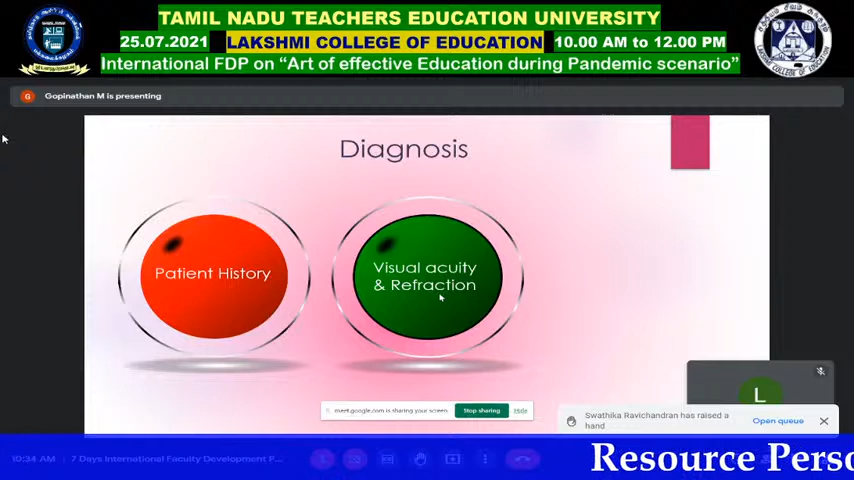 TAMIL NADU TEACHERS EDUCATION UNIVERSITY
25.07.2021 LAKSHMI COLLEGE OF EDUCATION 10.00 AM to 12.00 PM
International FDP on “Art of effective Education during Pandemic scenario”
G Gopinathan M is presenting
Diagnosis
Patient History
Visual acuity
& Refraction
L
meet.google.com is sharing your screen. Stop sharing Hide
Swathika Ravichandran has raised a
hand
Open queue
10:34 AM | 7 Days International Faculty Development P...
Resource Perso